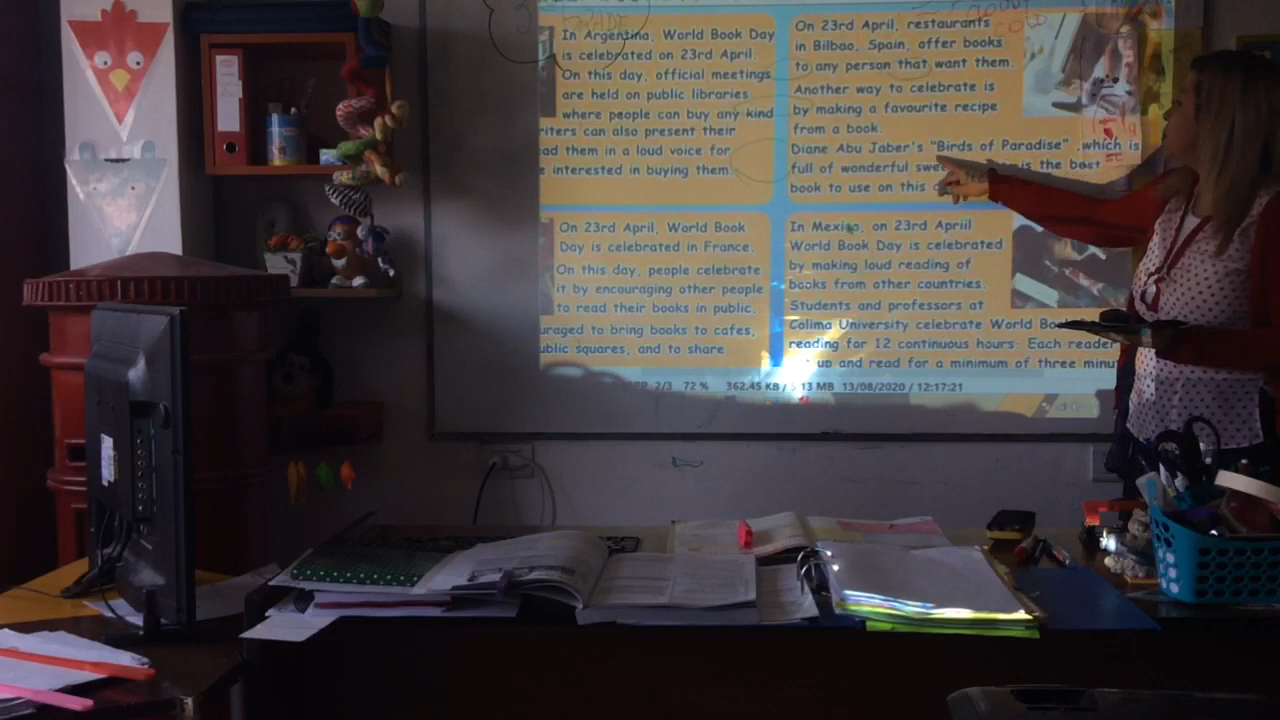 3 GRADE
In Argentina, World Book Day
is celebrated on 23rd April.
On this day, official meetings
are held on public libraries
where people can buy any kind
riters can also present their
ad them in a loud voice for
e interested in buying them.
On 23rd April, restaurants
in Bilbao, Spain, offer books
to any person that want them.
Another way to celebrate is
by making a favourite recipe
from a book.
Diane Abu Jaber's "Birds of Paradise" ,which is
full of wonderful is the best
book to use on this
On 23rd April, World Book
Day is celebrated in France.
On this day, people celebrate
it by encouraging other people
to read their books in public.
uraged to bring books to cafes,
ublic squares, and to share
In Mexico, on 23rd Apriil
World Book Day is celebrated
by making loud reading of
books from other countries.
Students and professors at
Colima University celebrate World
reading for 12 continuous hours. Each reader
up and read for a minimum of three minu
2/3 72 % 362.45 KB / 5.13 MB 13/08/2020 / 12:17:21